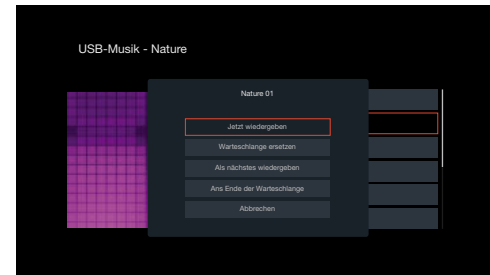 USB-Musik - Nature
Nature 01
Jetzt wiedergeben
Warteschlange ersetzen
Als nächstes wiedergeben
Ans Ende der Warteschlange
Abbrechen